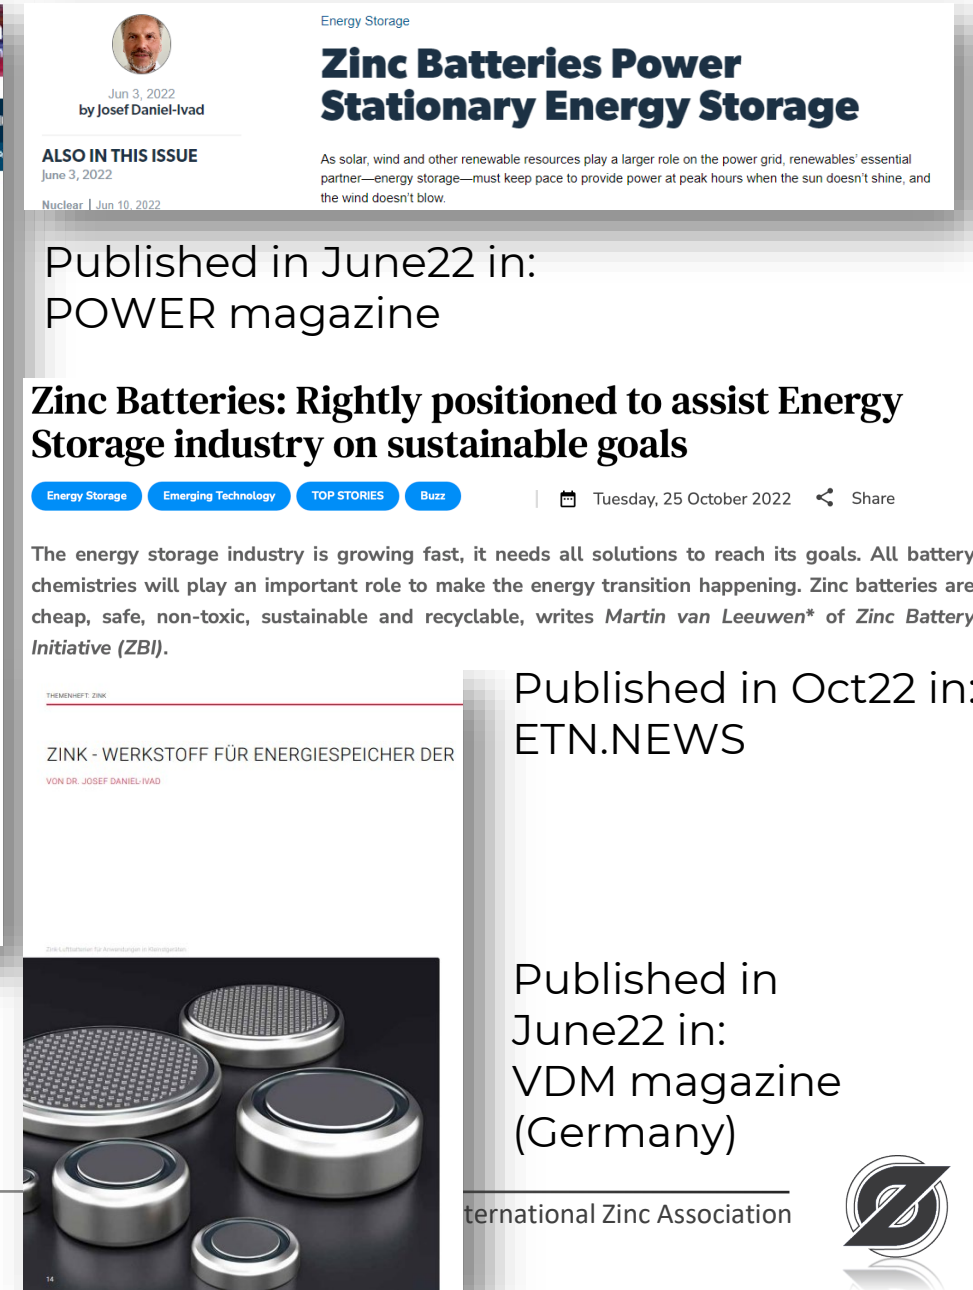 Energy Storage
Zinc Batteries Power
Stationary Energy Storage
Jun 3, 2022
by Josef Daniel-Ivad
ALSO IN THIS ISSUE
June 3, 2022
Nuclear | Jun 10, 2022
As solar, wind and other renewable resources play a larger role on the power grid, renewables' essential
partner—energy storage—must keep pace to provide power at peak hours when the sun doesn't shine, and
the wind doesn't blow.
Published in June22 in:
POWER magazine
Zinc Batteries: Rightly positioned to assist Energy
Storage industry on sustainable goals
Energy Storage Emerging Technology TOP STORIES Buzz | Tuesday, 25 October 2022 Share
The energy storage industry is growing fast, it needs all solutions to reach its goals. All battery
chemistries will play an important role to make the energy transition happening. Zinc batteries are
cheap, safe, non-toxic, sustainable and recyclable, writes Martin van Leeuwen* of Zinc Battery
Initiative (ZBI).
Published in Oct22 in:
ETN.NEWS
THEMENHEFT: ZINK
ZINK - WERKSTOFF FÜR ENERGIESPEICHER DER
VON DR. JOSEF DANIEL-IVAD
Zink-Luftbatterien für Anwendungen in Kleinstgeräten.
Published in
June22 in:
VDM magazine
(Germany)
14
ternational Zinc Association